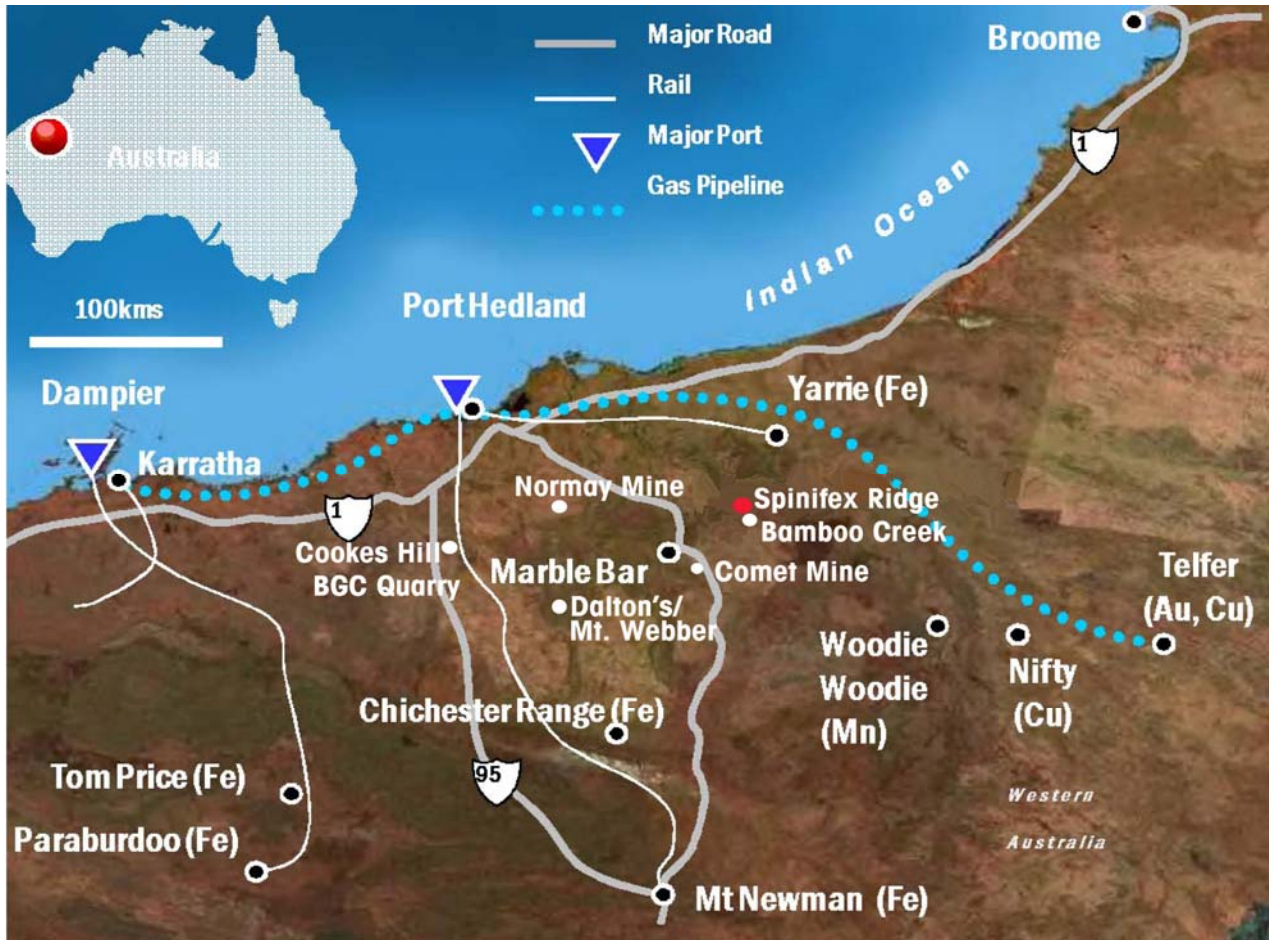 Major Road
Rail
Major Port
Gas Pipeline
Australia
Broome
1
Indian Ocean
100kms
Port Hedland
Dampier
Karratha
Yarrie (Fe)
1
Normay Mine
Spinifex Ridge
Bamboo Creek
Cookes Hill
BGC Quarry
Marble Bar
Comet Mine
Dalton's/
Mt. Webber
Telfer
(Au, Cu)
Woodie
Woodie
(Mn)
Nifty
(Cu)
Chichester Range (Fe)
95
Tom Price (Fe)
Paraburdoo (Fe)
Western
Australia
Mt Newman (Fe)